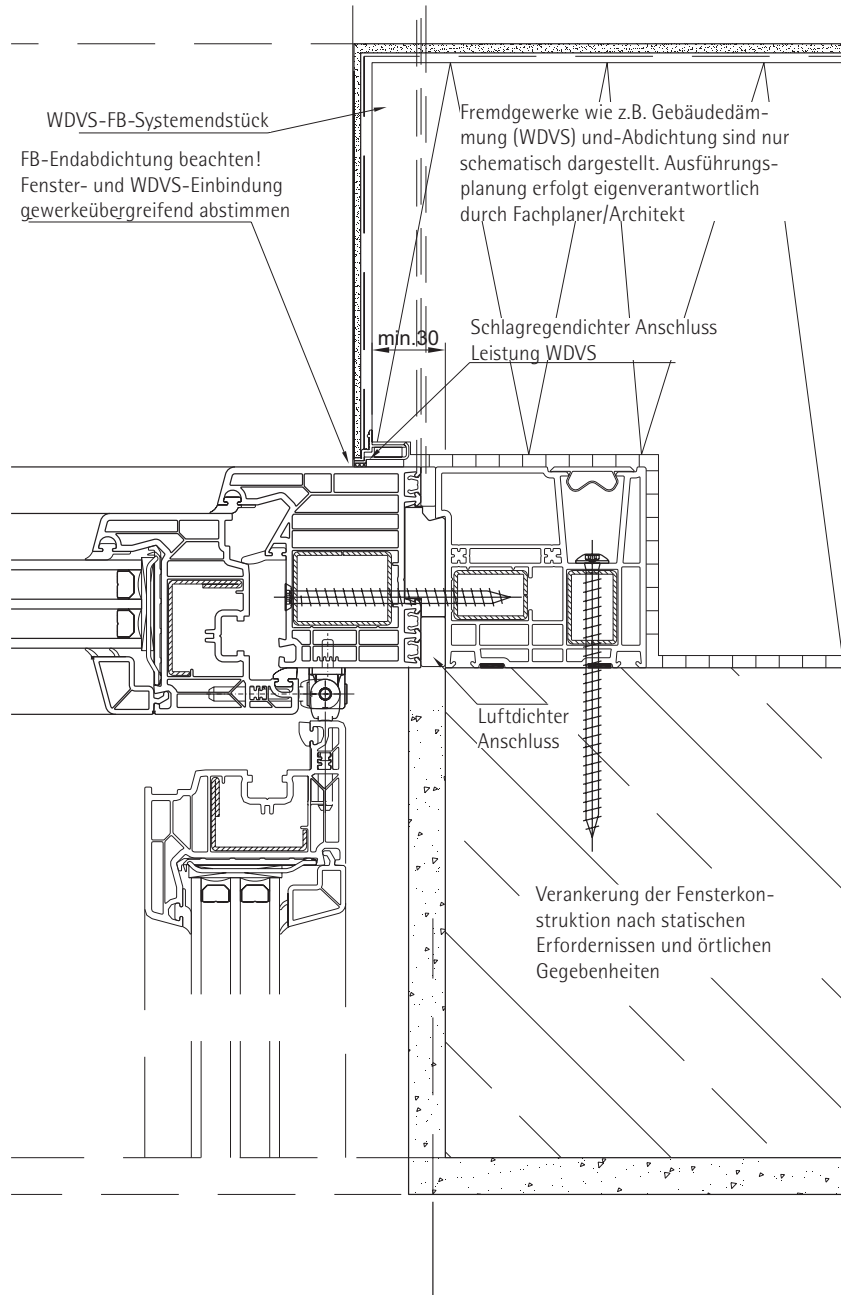 WDVS-FB-Systemendstück
FB-Endabdichtung beachten!
Fenster- und WDVS-Einbindung
gewerkeübergreifend abstimmen
Fremdgewerke wie z.B. Gebäudedäm-
mung (WDVS) und-Abdichtung sind nur
schematisch dargestellt. Ausführungs-
planung erfolgt eigenverantwortlich
durch Fachplaner/Architekt
min.30
Schlagregendichter Anschluss
Leistung WDVS
Luftdichter
Anschluss
Verankerung der Fensterkon-
struktion nach statischen
Erfordernissen und örtlichen
Gegebenheiten